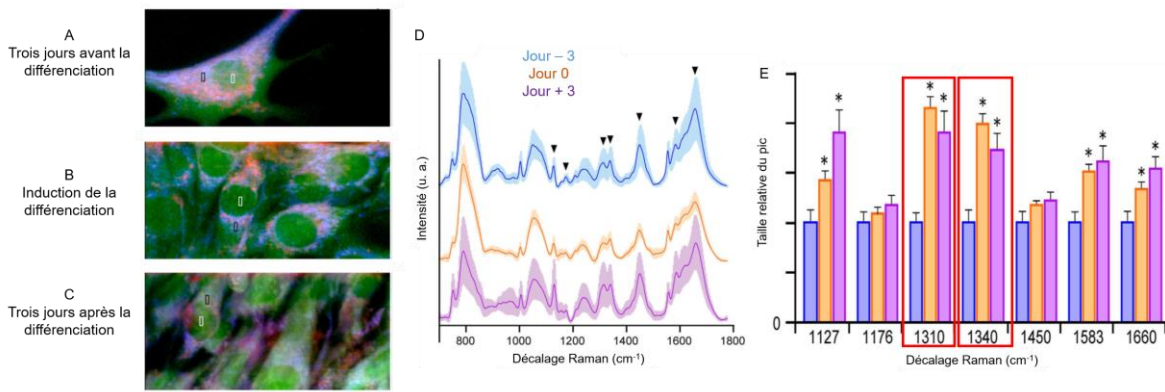 A
Trois jours avant la
différenciation
B
Induction de la
différenciation
C
Trois jours après la
différenciation
D
Jour – 3
Jour 0
Jour + 3
Intensité (u. a.)
800 1000 1200 1400 1600 1800
Décalage Raman (cm-1)
E
Taille relative du pic
* * * * * * * * * *
0
1127 1176 1310 1340 1450 1583 1660
Décalage Raman (cm-1)